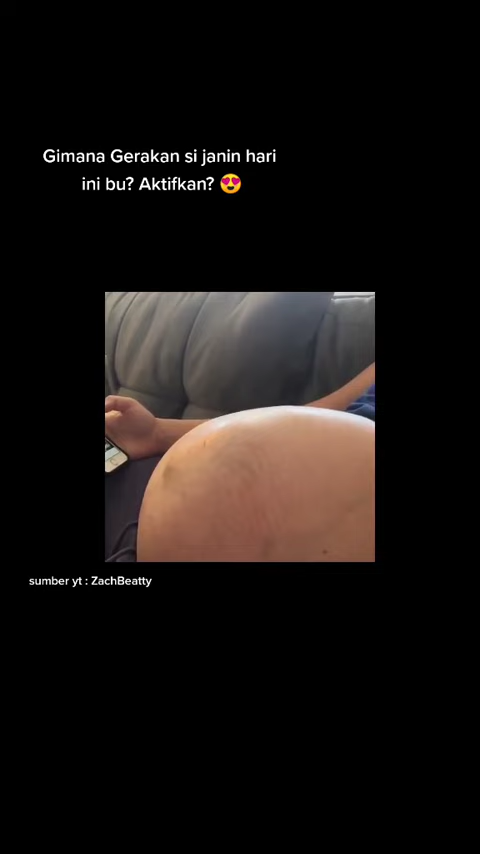 Gimana Gerakan si janin hari
ini bu? Aktifkan? 😍
sumber yt : ZachBeatty